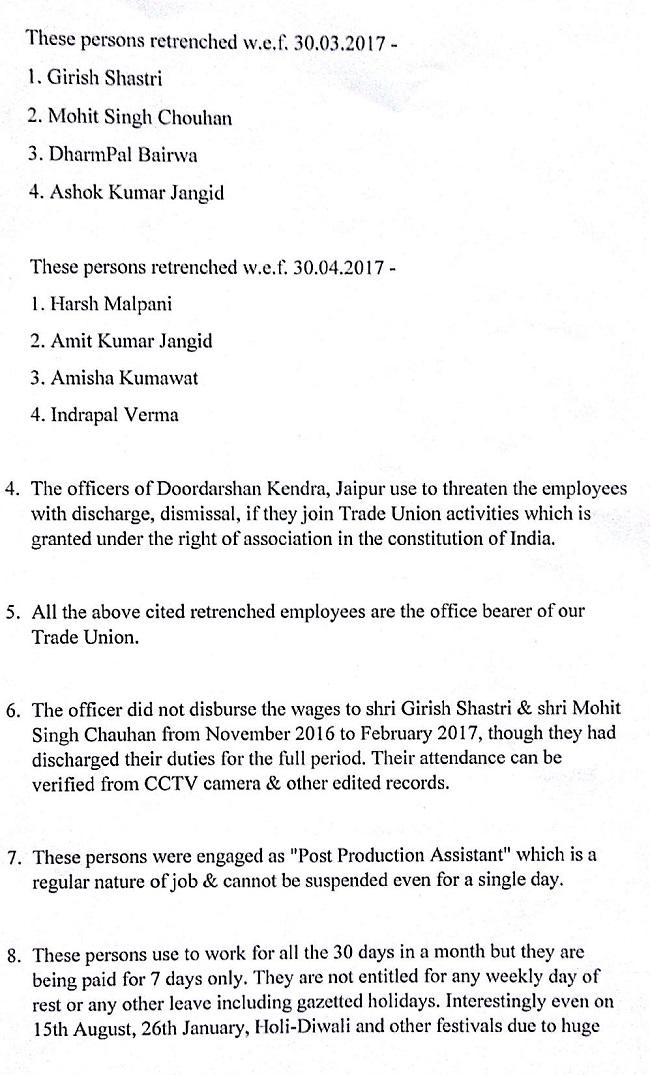 These persons retrenched w.e.f. 30.03.2017 -
1. Girish Shastri
2. Mohit Singh Chouhan
3. DharmPal Bairwa
4. Ashok Kumar Jangid
These persons retrenched w.e.f. 30.04.2017 -
1. Harsh Malpani
2. Amit Kumar Jangid
3. Amisha Kumawat
4. Indrapal Verma
4. The officers of Doordarshan Kendra, Jaipur use to threaten the employees
with discharge, dismissal, if they join Trade Union activities which is
granted under the right of association in the constitution of India.
5. All the above cited retrenched employees are the office bearer of our
Trade Union.
6. The officer did not disburse the wages to shri Girish Shastri & shri Mohit
Singh Chauhan from November 2016 to February 2017, though they had
discharged their duties for the full period. Their attendance can be
verified from CCTV camera & other edited records.
7. These persons were engaged as "Post Production Assistant" which is a
regular nature of job & cannot be suspended even for a single day.
8. These persons use to work for all the 30 days in a month but they are
being paid for 7 days only. They are not entitled for any weekly day of
rest or any other leave including gazetted holidays. Interestingly even on
15th August, 26th January, Holi-Diwali and other festivals due to huge